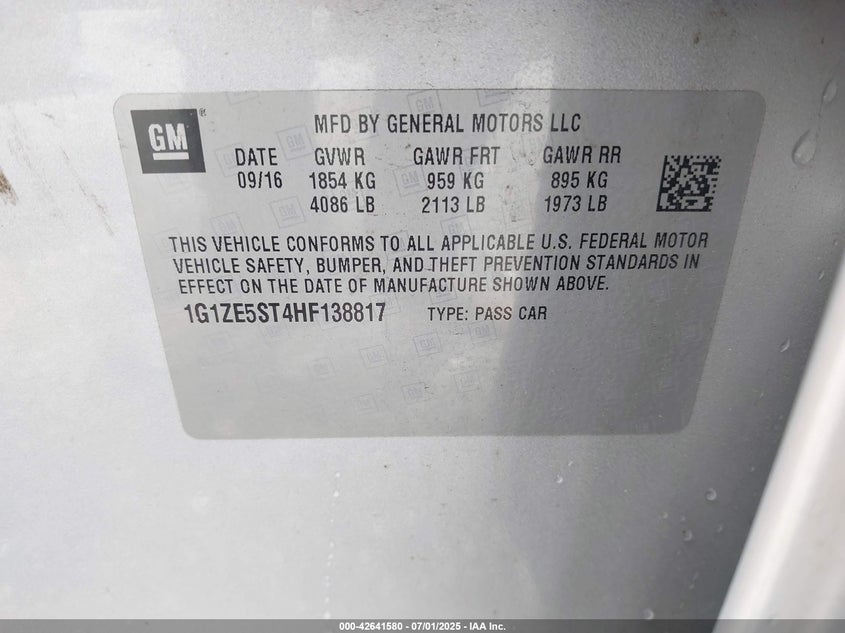 GM®
MFD BY GENERAL MOTORS LLC
DATE GVWR GAWR FRT GAWR RR
09/16 1854 KG 959 KG 895 KG
4086 LB 2113 LB 1973 LB
THIS VEHICLE CONFORMS TO ALL APPLICABLE U.S. FEDERAL MOTOR
VEHICLE SAFETY, BUMPER, AND THEFT PREVENTION STANDARDS IN
EFFECT ON THE DATE OF MANUFACTURE SHOWN ABOVE.
1G1ZE5ST4HF138817 TYPE: PASS CAR
000-42641580 - 07/01/2025 - IAA Inc.